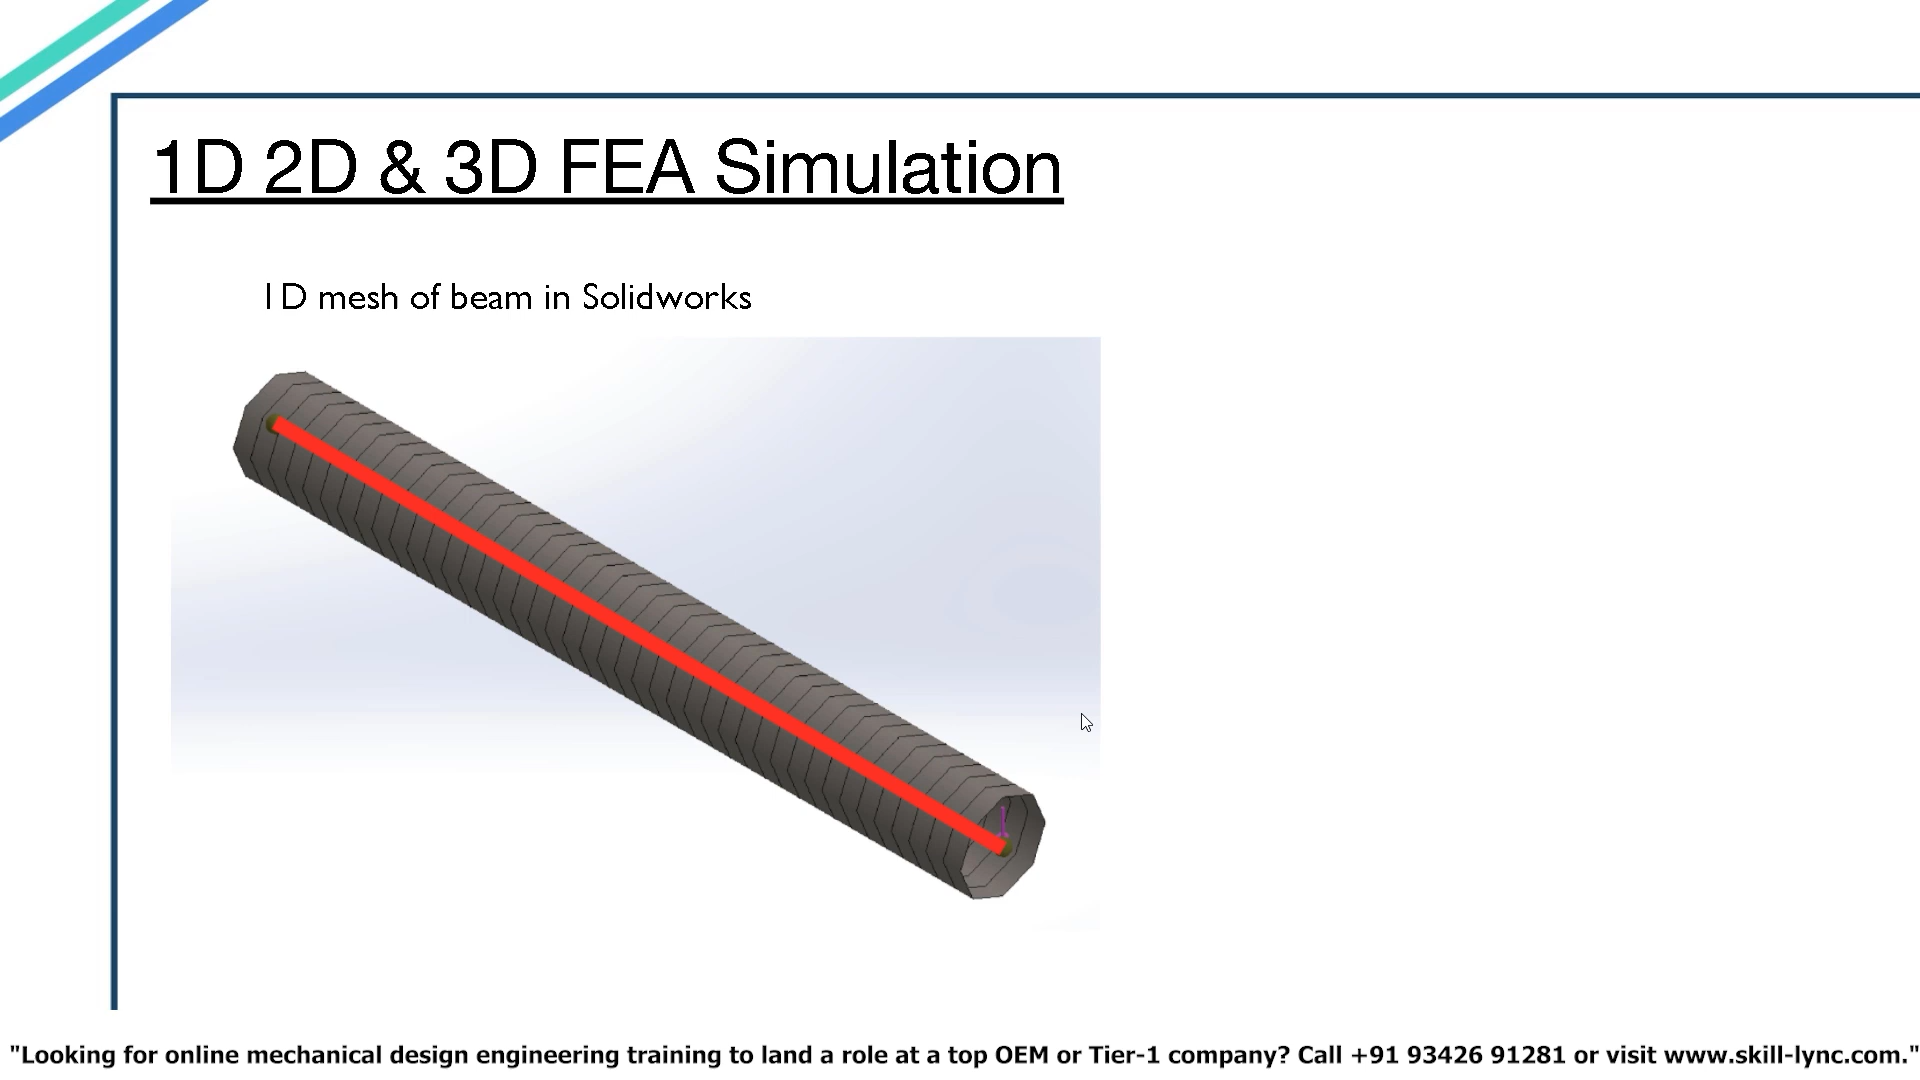 1D 2D & 3D FEA Simulation
1D mesh of beam in Solidworks
"Looking for online mechanical design engineering training to land a role at a top OEM or Tier-1 company? Call +91 93426 91281 or visit www.skill-lync.com."